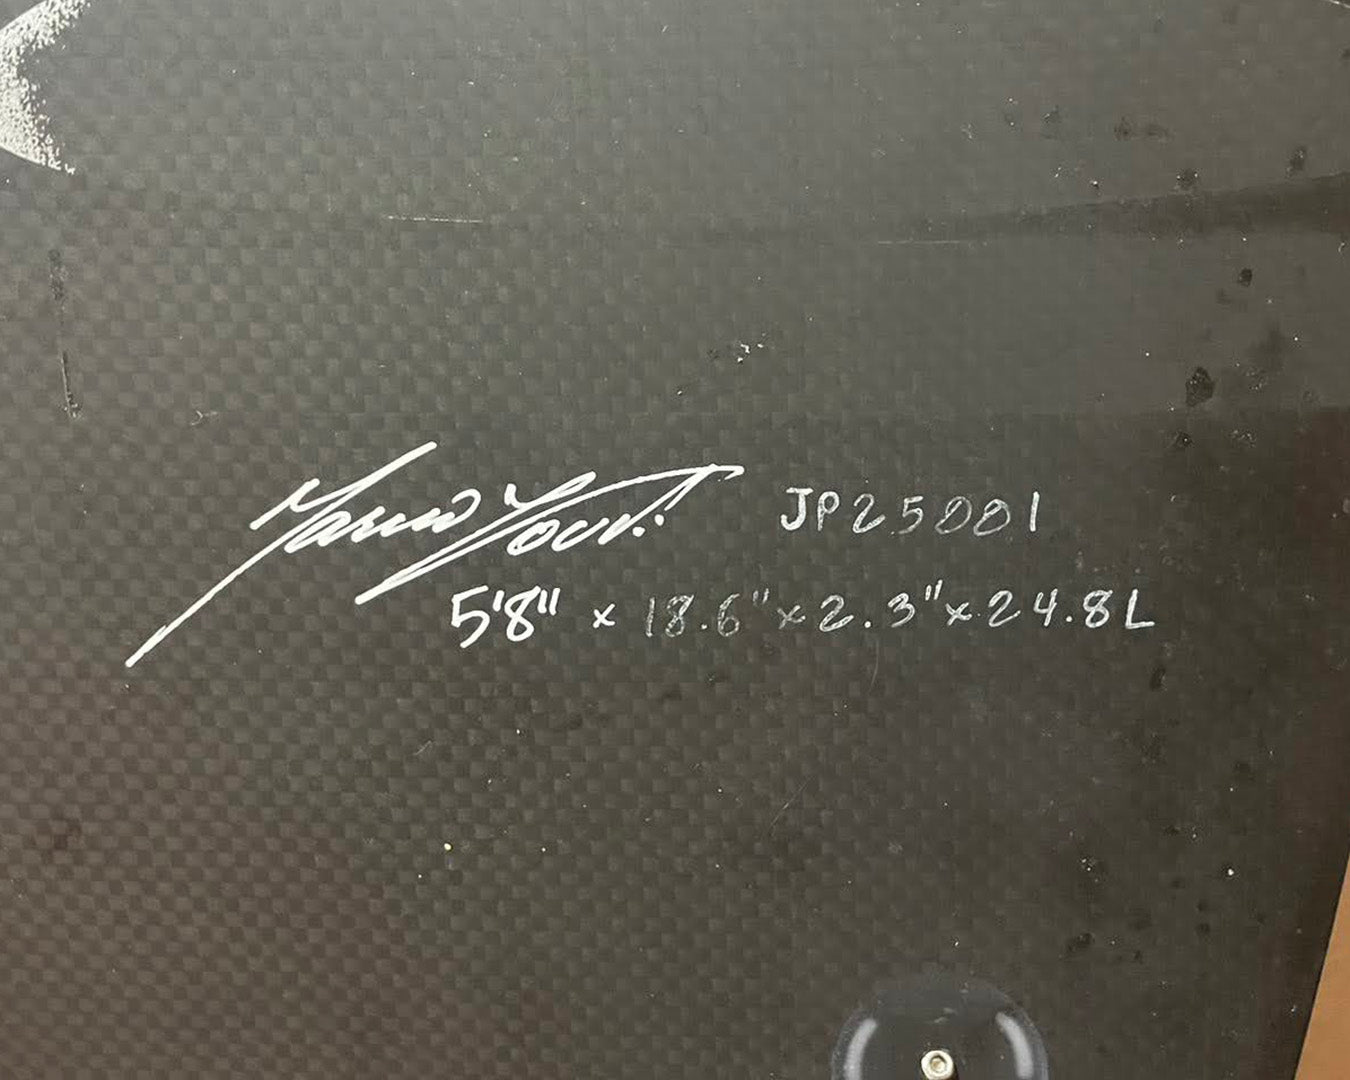 JP25001
5'8" x 18.6" x 2.3" x 24.8L